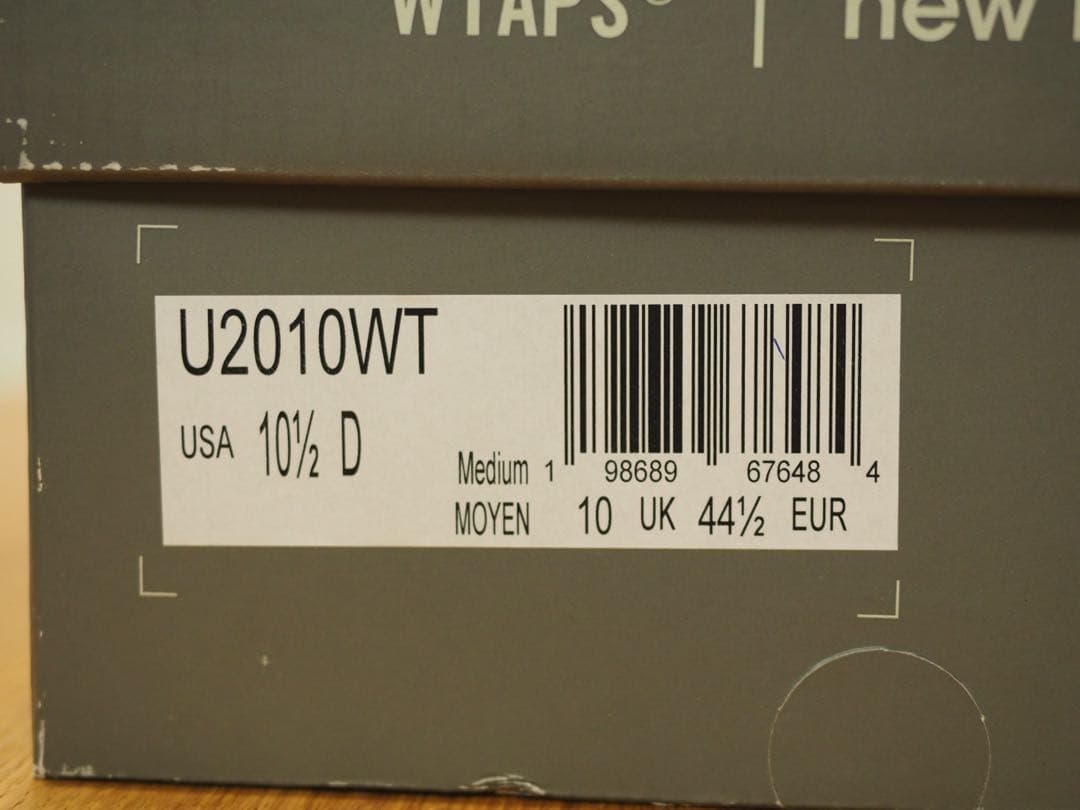 WTAPS® | new
U2010WT
USA 10½ D
Medium 1 98689 67648 4
MOYEN 10 UK 44½ EUR